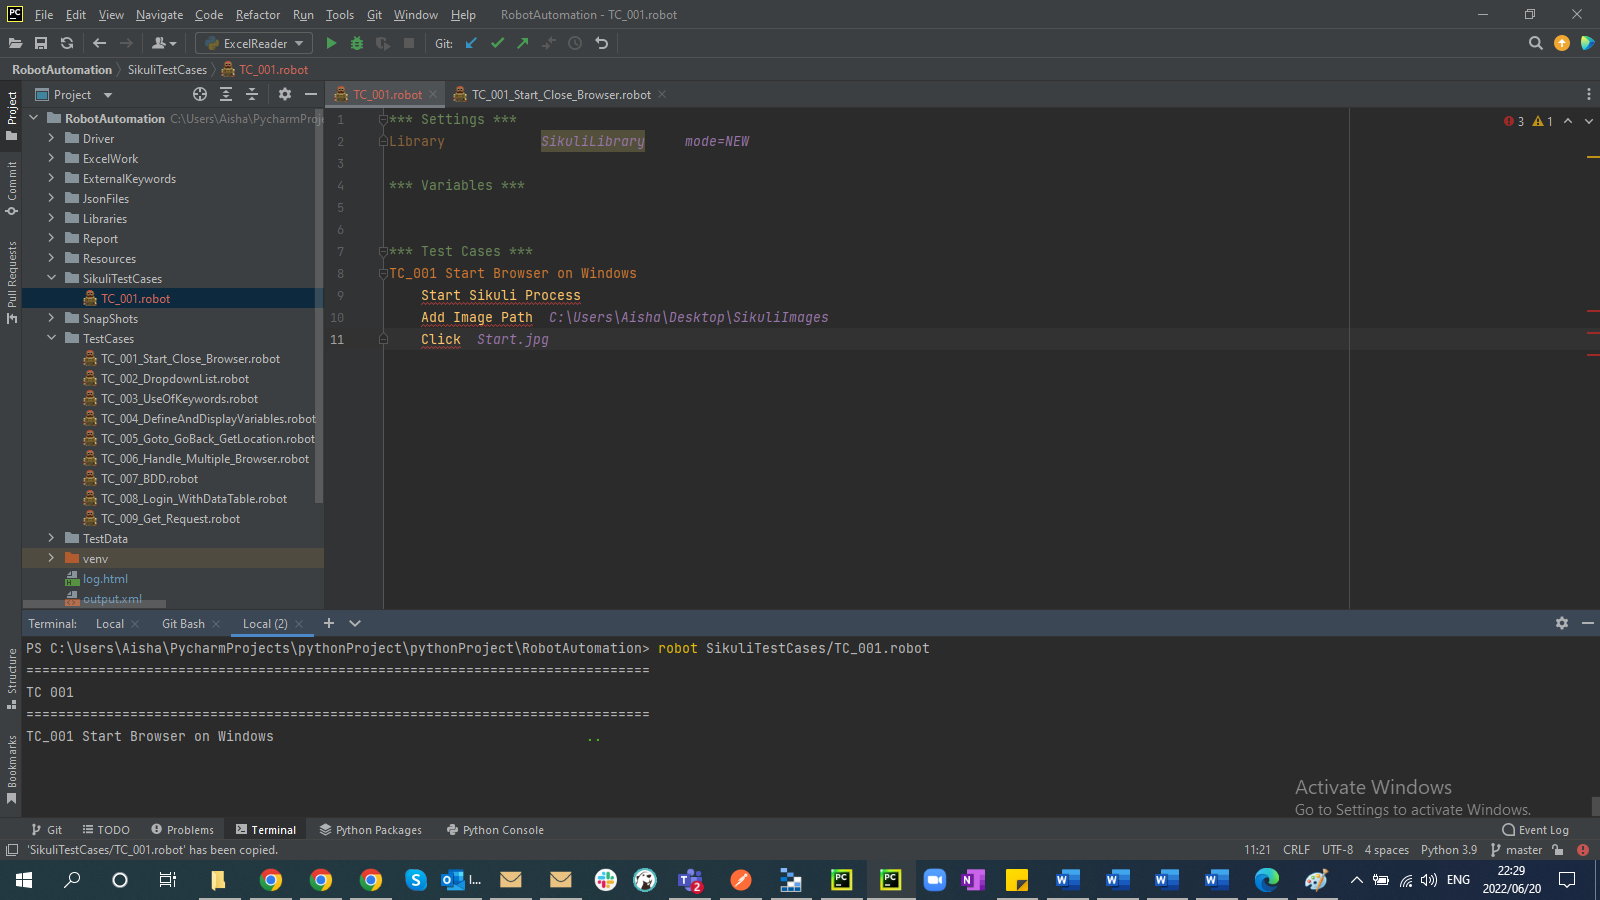 File Edit View Navigate Code Refactor Run Tools Git Window Help RobotAutomation - TC_001.robot
ExcelReader Git:
RobotAutomation SikuliTestCases TC_001.robot
Project
TC_001.robot TC_001_Start_Close_Browser.robot
RobotAutomation C:\Users\Aisha\PycharmProje
Driver
ExcelWork
ExternalKeywords
JsonFiles
Libraries
Report
Resources
SikuliTestCases
TC_001.robot
SnapShots
TestCases
TC_001_Start_Close_Browser.robot
TC_002_DropdownList.robot
TC_003_UseOfKeywords.robot
TC_004_DefineAndDisplayVariables.robot
TC_005_Goto_GoBack_GetLocation.robot
TC_006_Handle_Multiple_Browser.robot
TC_007_BDD.robot
TC_008_Login_WithDataTable.robot
TC_009_Get_Request.robot
TestData
venv
log.html
output.xml
Project
Commit
Pull Requests
Structure
Bookmarks
1 *** Settings ***
2 Library SikuliLibrary mode=NEW
3
4 *** Variables ***
5
6
7 *** Test Cases ***
8 TC_001 Start Browser on Windows
9 Start Sikuli Process
10 Add Image Path C:\Users\Aisha\Desktop\SikuliImages
11 Click Start.jpg
3 1
Terminal: Local Git Bash Local (2)
PS C:\Users\Aisha\PycharmProjects\pythonProject\pythonProject\RobotAutomation> robot SikuliTestCases/TC_001.robot
==============================================================================
TC 001
==============================================================================
TC_001 Start Browser on Windows ..
Activate Windows
Go to Settings to activate Windows.
Git TODO Problems Terminal Python Packages Python Console Event Log
'SikuliTestCases/TC_001.robot' has been copied. 11:21 CRLF UTF-8 4 spaces Python 3.9 master
I... 2 ENG 22:29
2022/06/20